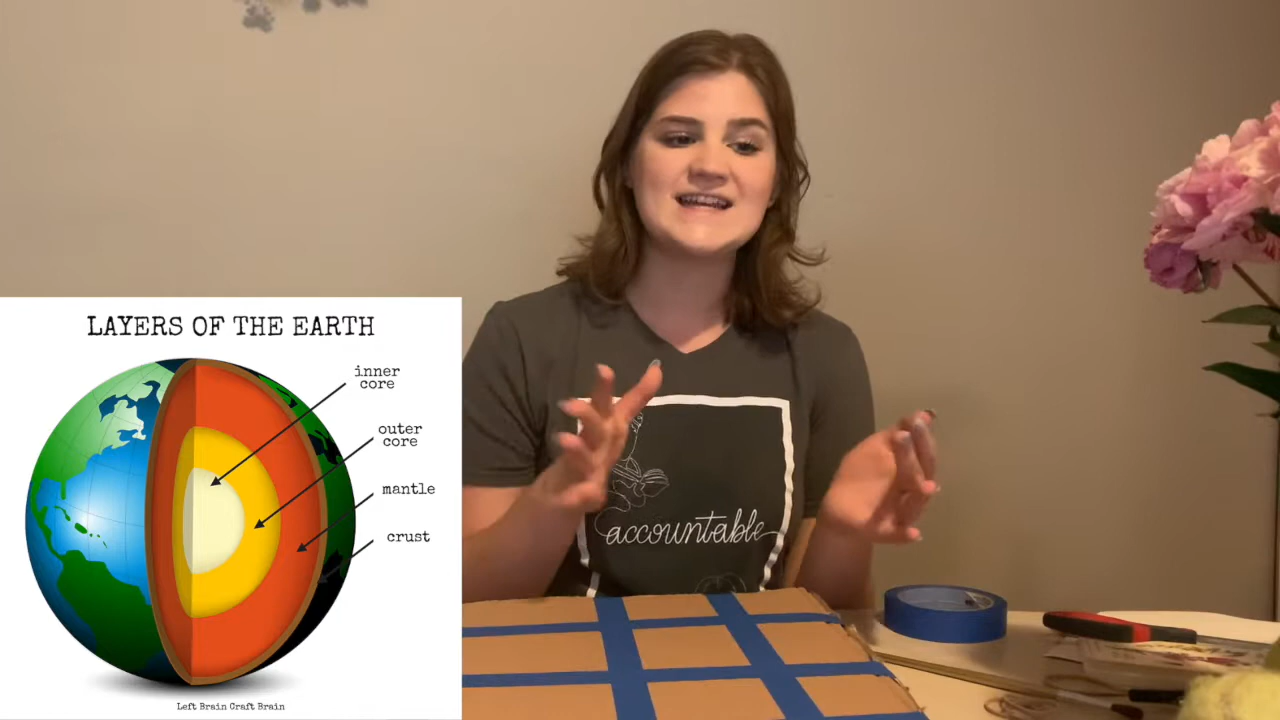 LAYERS OF THE EARTH
inner
core
outer
core
mantle
crust
Left Brain Craft Brain
accountable